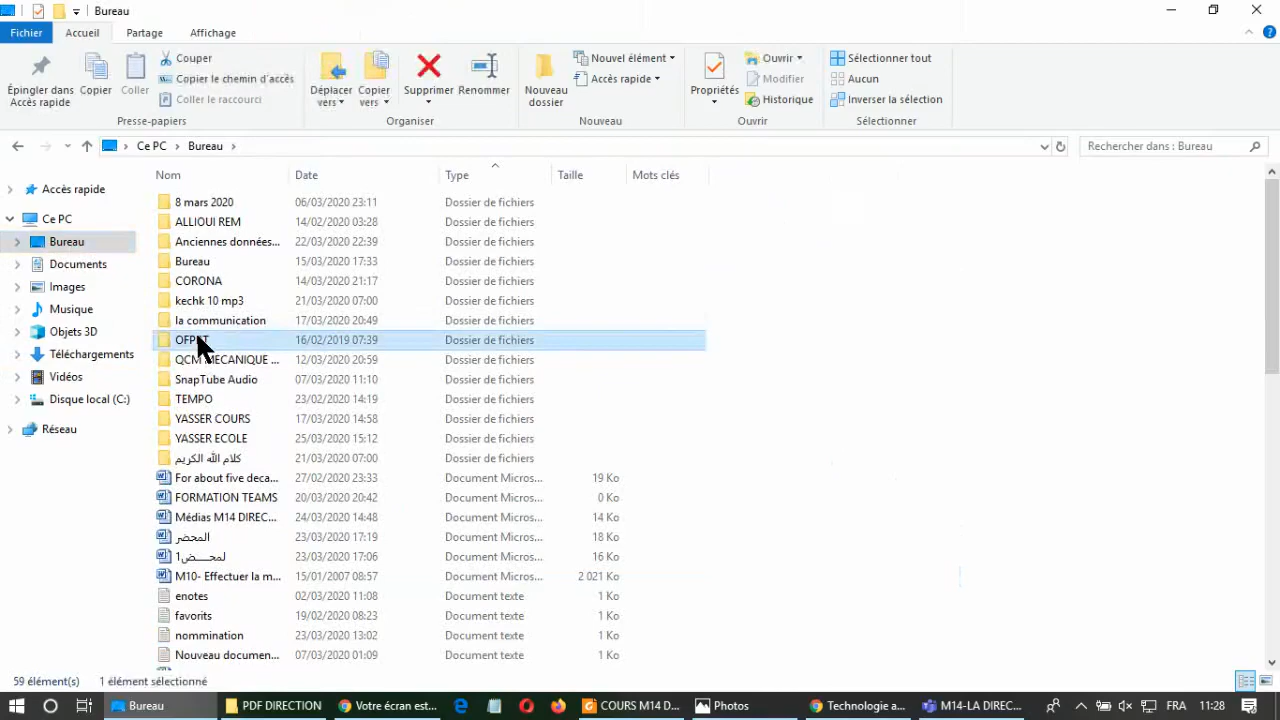 Bureau
Fichier Accueil Partage Affichage
Épingler dans Accès rapide
Copier
Coller
Couper
Copier le chemin d'accès
Coller le raccourci
Presse-papiers
Déplacer vers
Copier vers
Supprimer
Renommer
Organiser
Nouveau dossier
Nouvel élément
Accès rapide
Nouveau
Propriétés
Ouvrir
Modifier
Historique
Ouvrir
Sélectionner tout
Aucun
Inverser la sélection
Sélectionner
Ce PC > Bureau >
Rechercher dans : Bureau
Accès rapide
Ce PC
Bureau
Documents
Images
Musique
Objets 3D
Téléchargements
Vidéos
Disque local (C:)
Réseau
Nom Date Type Taille Mots clés
8 mars 2020 06/03/2020 23:11 Dossier de fichiers
ALLIOUI REM 14/02/2020 03:28 Dossier de fichiers
Anciennes données... 22/03/2020 22:39 Dossier de fichiers
Bureau 15/03/2020 17:33 Dossier de fichiers
CORONA 14/03/2020 21:17 Dossier de fichiers
kechk 10 mp3 21/03/2020 07:00 Dossier de fichiers
la communication 17/03/2020 20:49 Dossier de fichiers
16/02/2019 07:39 Dossier de fichiers
QCM MECANIQUE ... 12/03/2020 20:59 Dossier de fichiers
SnapTube Audio 07/03/2020 11:10 Dossier de fichiers
TEMPO 23/02/2020 14:19 Dossier de fichiers
YASSER COURS 17/03/2020 14:58 Dossier de fichiers
YASSER ECOLE 25/03/2020 15:12 Dossier de fichiers
كلام الله الكريم 21/03/2020 07:00 Dossier de fichiers
For about five deca... 27/02/2020 23:33 Document Micros... 19 Ko
FORMATION TEAMS 20/03/2020 20:42 Document Micros... 0 Ko
Médias M14 DIREC... 24/03/2020 14:48 Document Micros... 14 Ko
المحضر 23/03/2020 17:19 Document Micros... 18 Ko
لمحـــــضر1 23/03/2020 17:06 Document Micros... 16 Ko
M10- Effectuer la m... 15/01/2007 08:57 Document Micros... 2 021 Ko
enotes 02/03/2020 11:08 Document texte 1 Ko
favorits 19/02/2020 08:23 Document texte 1 Ko
nommination 23/03/2020 13:02 Document texte 1 Ko
Nouveau documen... 07/03/2020 01:09 Document texte 1 Ko
59 élément(s) 1 élément sélectionné
Bureau PDF DIRECTION Votre écran est... COURS M14 D... Photos Technologie a... M14-LA DIREC... FRA 11:28